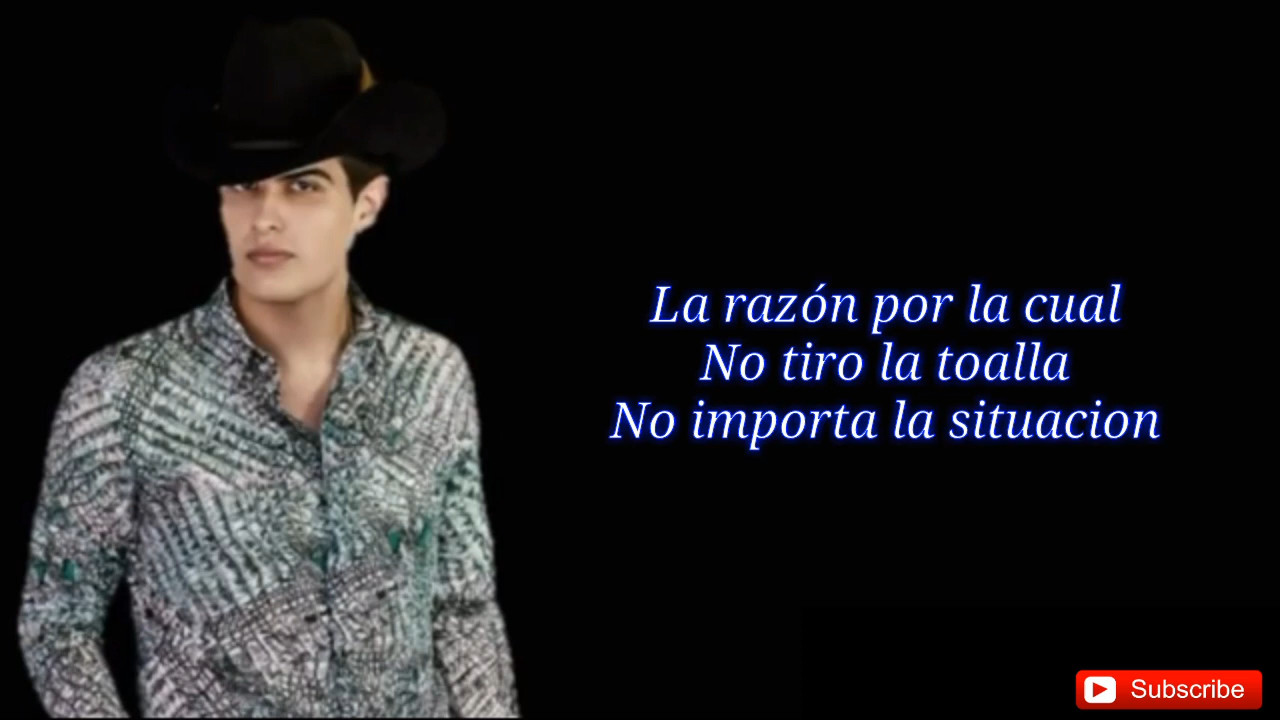 La razón por la cual
No tiro la toalla
No importa la situacion
Subscribe